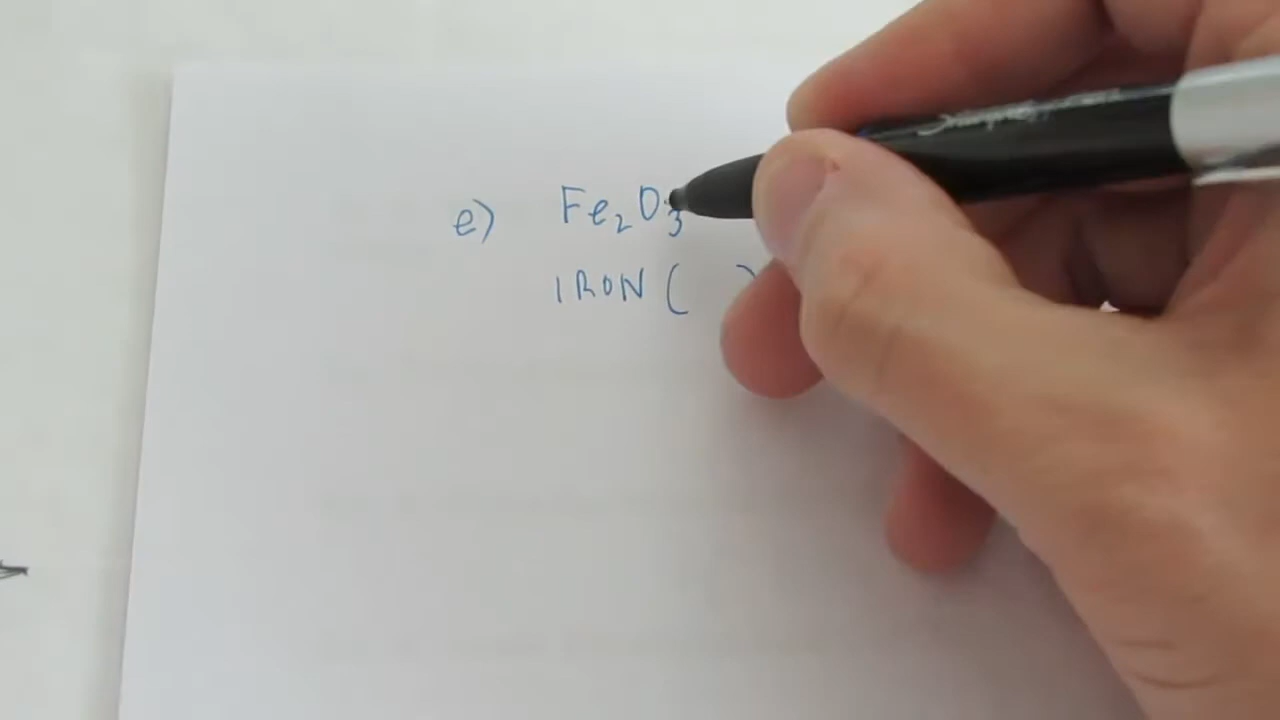 e) Fe₂O₃
IRON ( )